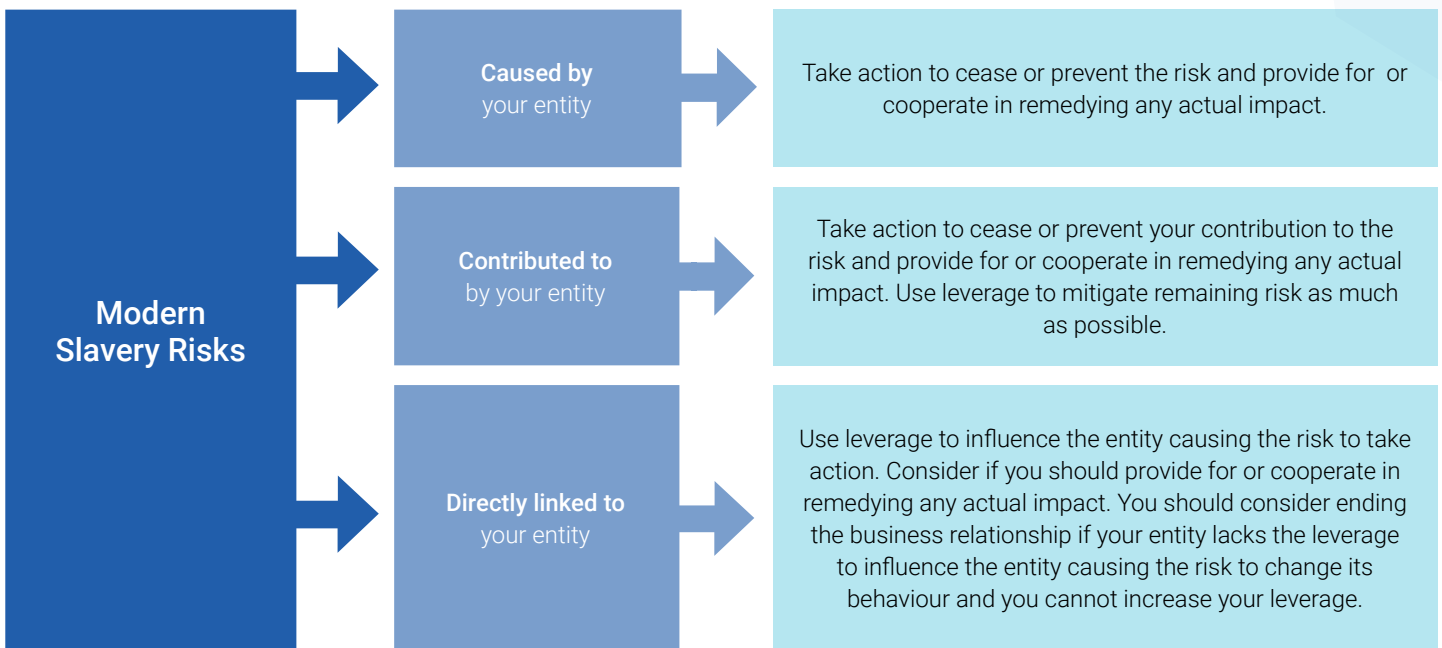 Modern
Slavery Risks
Caused by
your entity
Take action to cease or prevent the risk and provide for or
cooperate in remedying any actual impact.
Contributed to
by your entity
Take action to cease or prevent your contribution to the
risk and provide for or cooperate in remedying any actual
impact. Use leverage to mitigate remaining risk as much
as possible.
Directly linked to
your entity
Use leverage to influence the entity causing the risk to take
action. Consider if you should provide for or cooperate in
remedying any actual impact. You should consider ending
the business relationship if your entity lacks the leverage
to influence the entity causing the risk to change its
behaviour and you cannot increase your leverage.